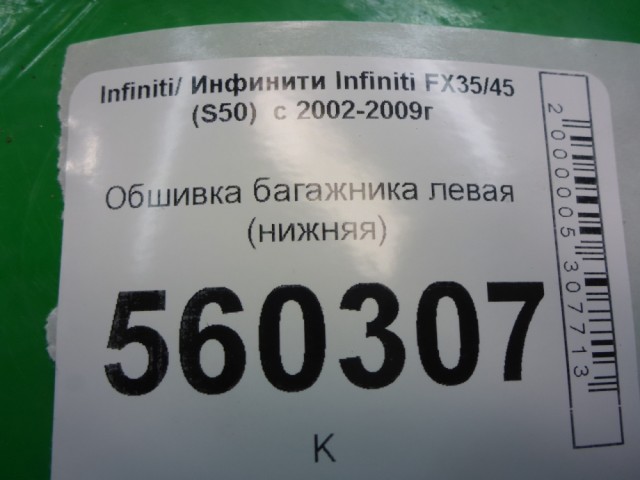 Infiniti/ Инфинити Infiniti FX35/45
(S50) с 2002-2009г
Обшивка багажника левая
(нижняя)
560307
К
2000005307713